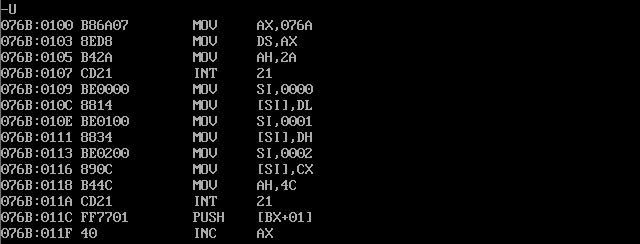 -U
076B:0100 B86A07 MOV AX,076A
076B:0103 8ED8 MOV DS,AX
076B:0105 B42A MOV AH,2A
076B:0107 CD21 INT 21
076B:0109 BE0000 MOV SI,0000
076B:010C 8814 MOV [SI],DL
076B:010E BE0100 MOV SI,0001
076B:0111 8834 MOV [SI],DH
076B:0113 BE0200 MOV SI,0002
076B:0116 890C MOV [SI],CX
076B:0118 B44C MOV AH,4C
076B:011A CD21 INT 21
076B:011C FF7701 PUSH [BX+01]
076B:011F 40 INC AX